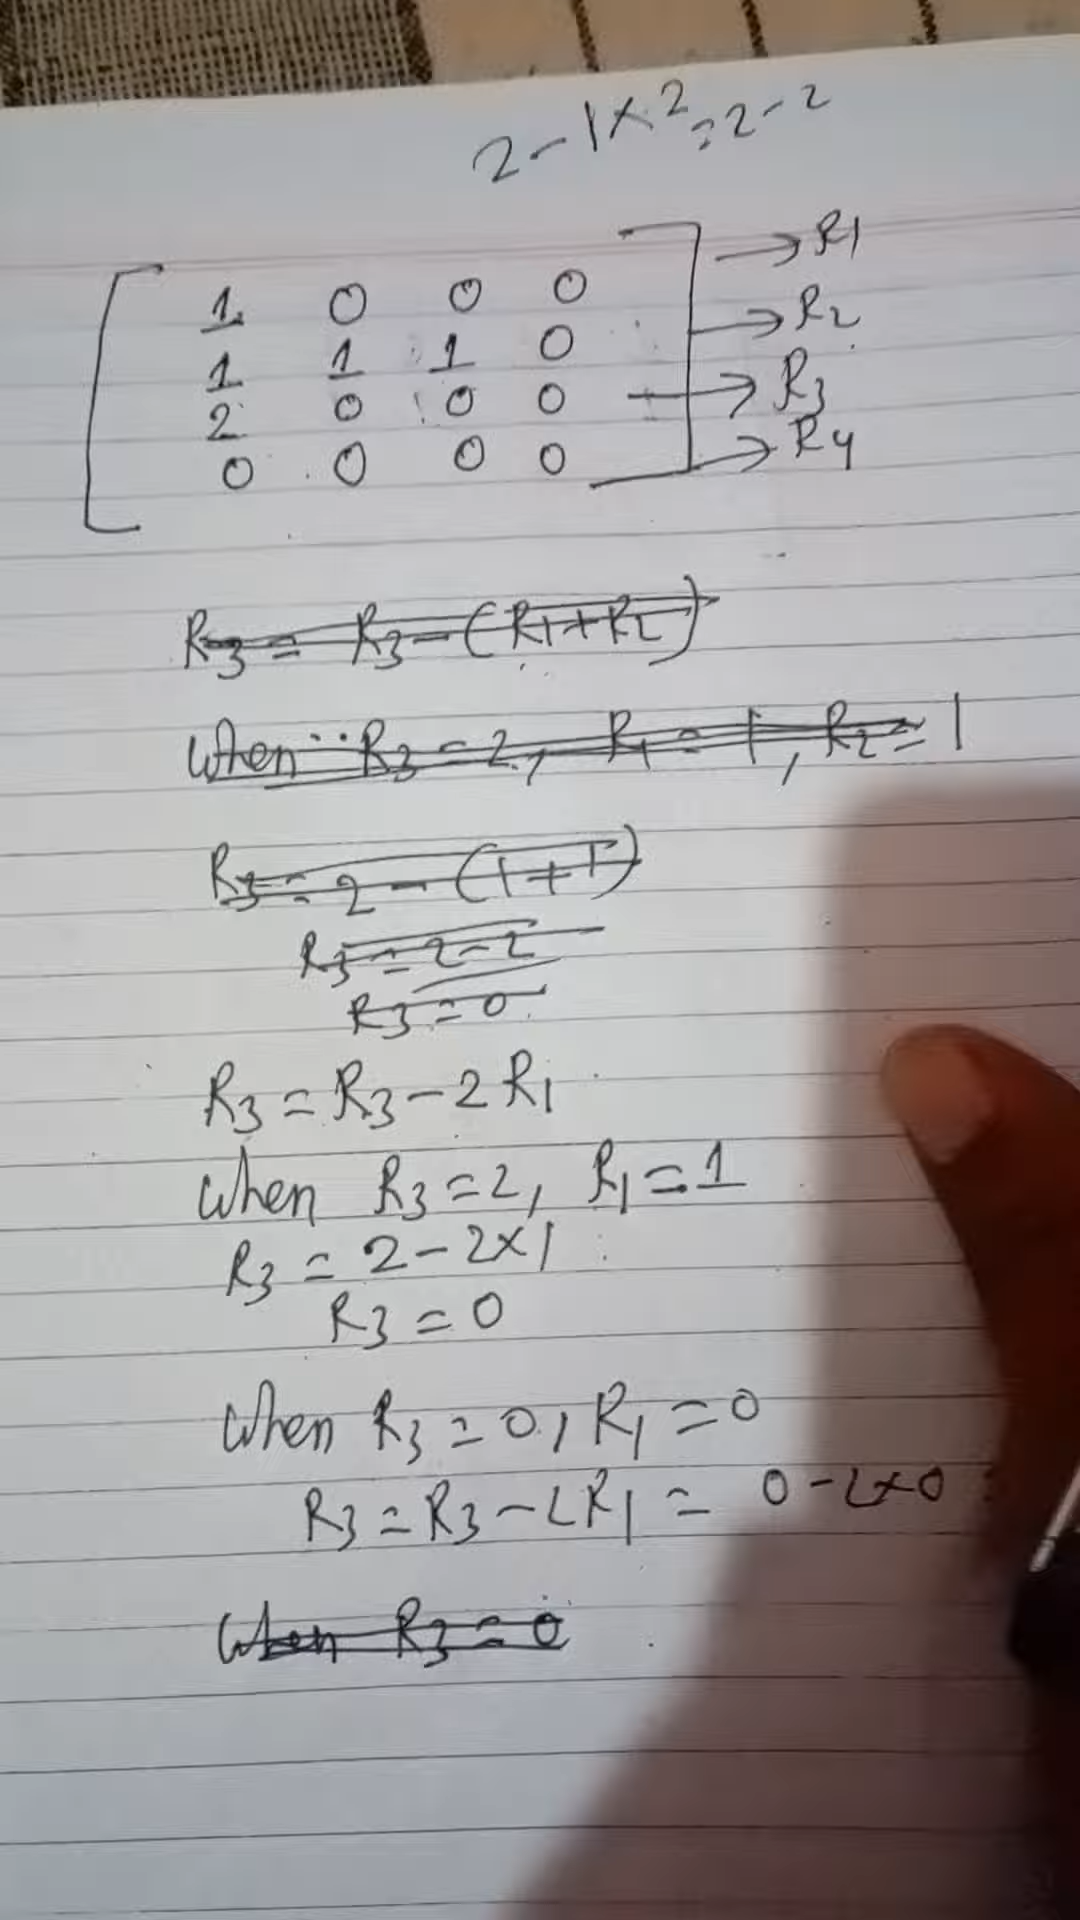 2-1×2=2-2
1 0 0 0 → R1
1 1 1 0 → R2
2 0 0 0 → R3
0 0 0 0 → R4
R3 = R3-(R1+R2)
When R3=2, R1=1, R2=1
R3=2-(1+1)
R3=2-2
R3=0
R3=R3-2R1
When R3=2, R1=1
R3=2-2×1
R3=0
When R3=0, R1=0
R3=R3-2R1= 0-2×0
When R3=0